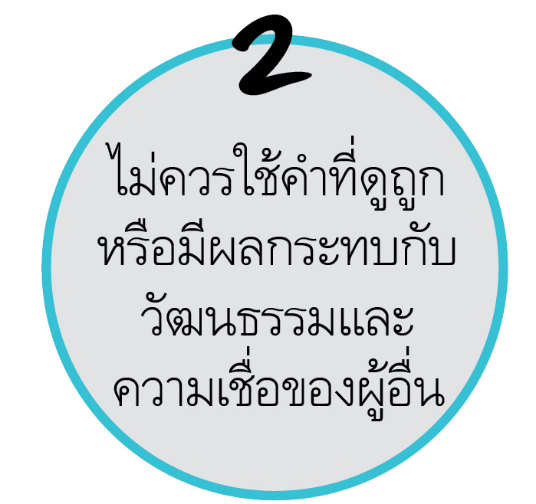 2
ไม่ควรใช้คำที่ดูถูก
หรือมีผลกระทบกับ
วัฒนธรรมและ
ความเชื่อของผู้อื่น